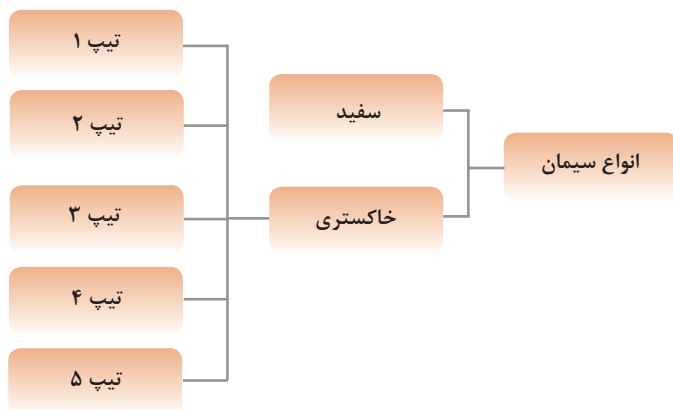 انواع سیمان
سفید
خاکستری
تیپ ۱
تیپ ۲
تیپ ۳
تیپ ۴
تیپ ۵